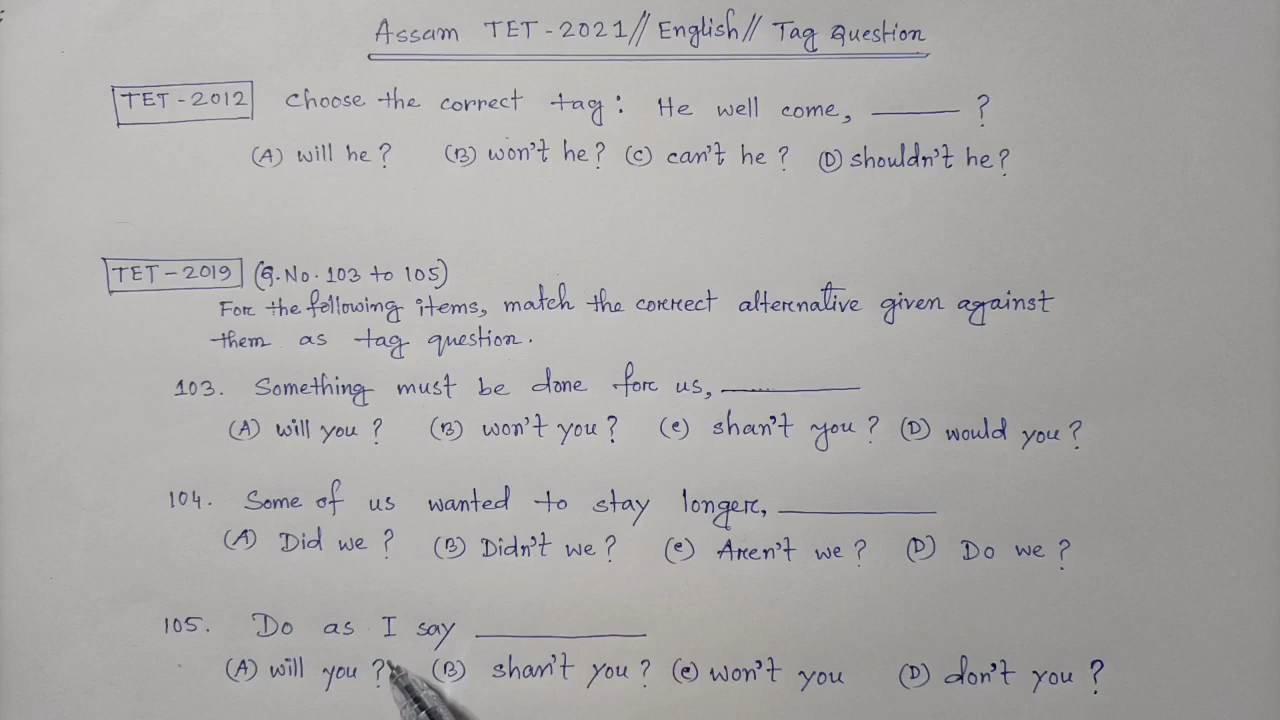 Assam TET - 2021 // English // Tag Question
TET - 2012 Choose the correct tag : He well come, ______ ?
(A) will he ? (B) won't he ? (C) can't he ? (D) shouldn't he ?
TET - 2019 (Q. No. 103 to 105)
For the following items, match the correct alternative given against
them as tag question.
103. Something must be done for us, ______
(A) will you ? (B) won't you ? (c) shan't you ? (D) would you ?
104. Some of us wanted to stay longer, ______
(A) Did we ? (B) Didn't we ? (c) Aren't we ? (D) Do we ?
105. Do as I say ______
(A) will you ? (B) shan't you ? (c) won't you (D) don't you ?